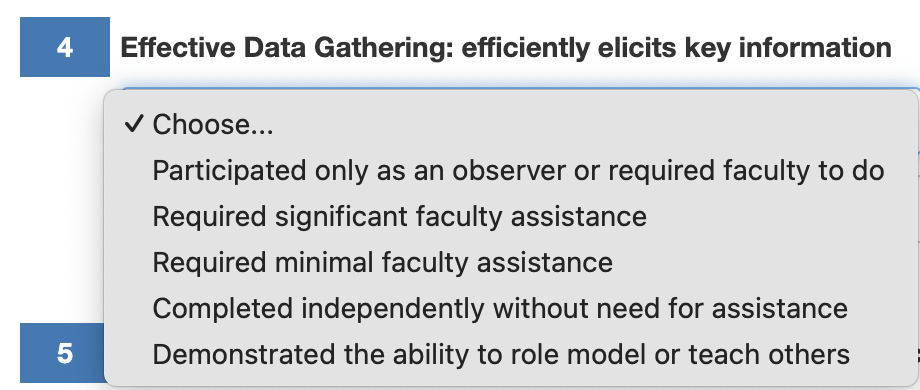 4 Effective Data Gathering: efficiently elicits key information
✓ Choose...
Participated only as an observer or required faculty to do
Required significant faculty assistance
Required minimal faculty assistance
Completed independently without need for assistance
Demonstrated the ability to role model or teach others
5